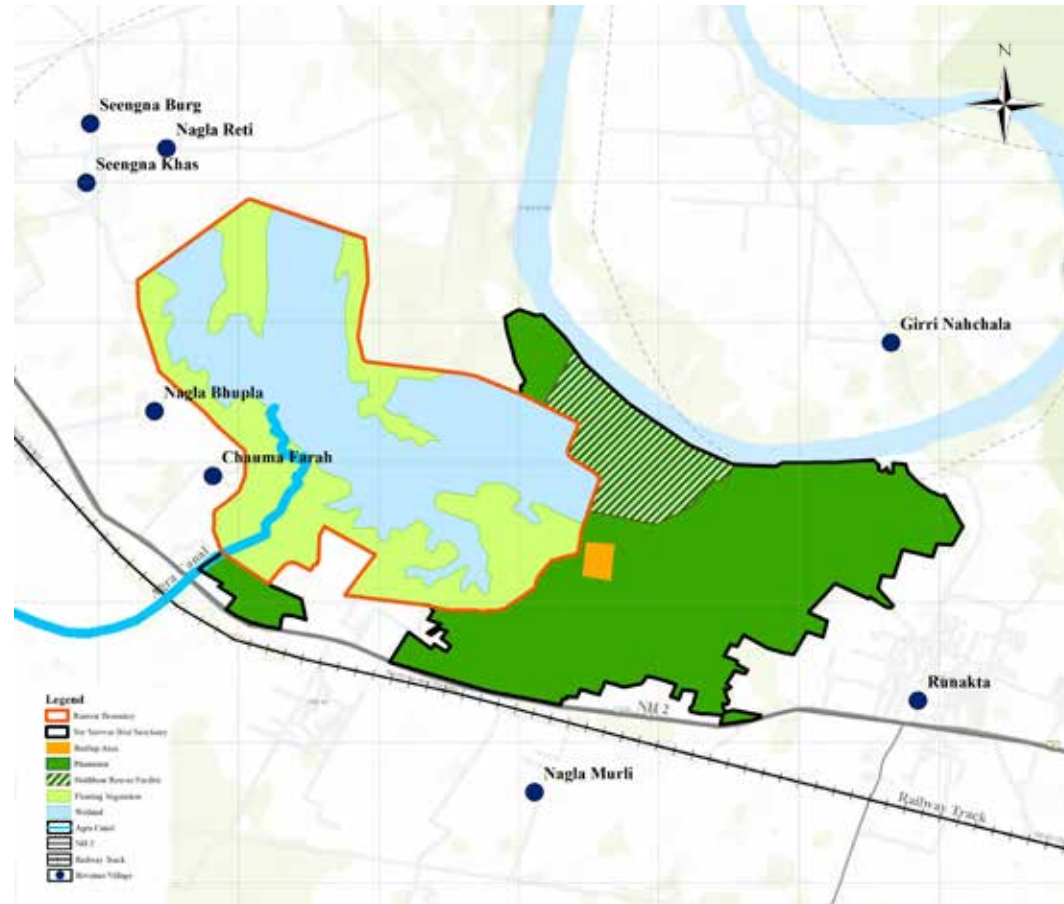 N
Seengna Burg
Nagla Reti
Seengna Khas
Girri Nahchala
Nagla Bhupla
Chauma Farah
Canal
Runakta
NH 2
Nagla Murli
Railway Track
Legend
Ramsar Boundary
Sur Sarovar Bird Sanctuary
Builtup Area
Plantation
Rescue Facility
Floating Vegetation
Wetland
Agra Canal
NH 2
Railway Track
Revenue Village